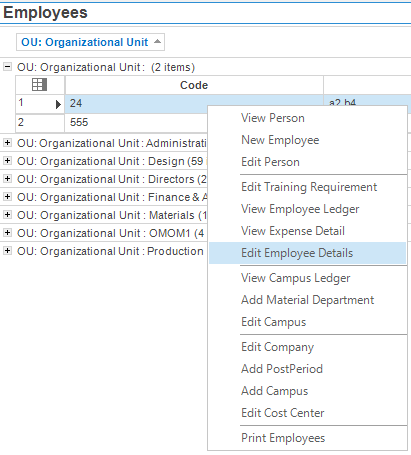 Employees
OU: Organizational Unit
OU: Organizational Unit : (2 items)
Code
1 24 a2 b4
2 555
OU: Organizational Unit : Administrati
OU: Organizational Unit : Design (59
OU: Organizational Unit : Directors (2
OU: Organizational Unit : Finance & A
OU: Organizational Unit : Materials (1
OU: Organizational Unit : OMOM1 (4
OU: Organizational Unit : Production
View Person
New Employee
Edit Person
Edit Training Requirement
View Employee Ledger
View Expense Detail
Edit Employee Details
View Campus Ledger
Add Material Department
Edit Campus
Edit Company
Add PostPeriod
Add Campus
Edit Cost Center
Print Employees